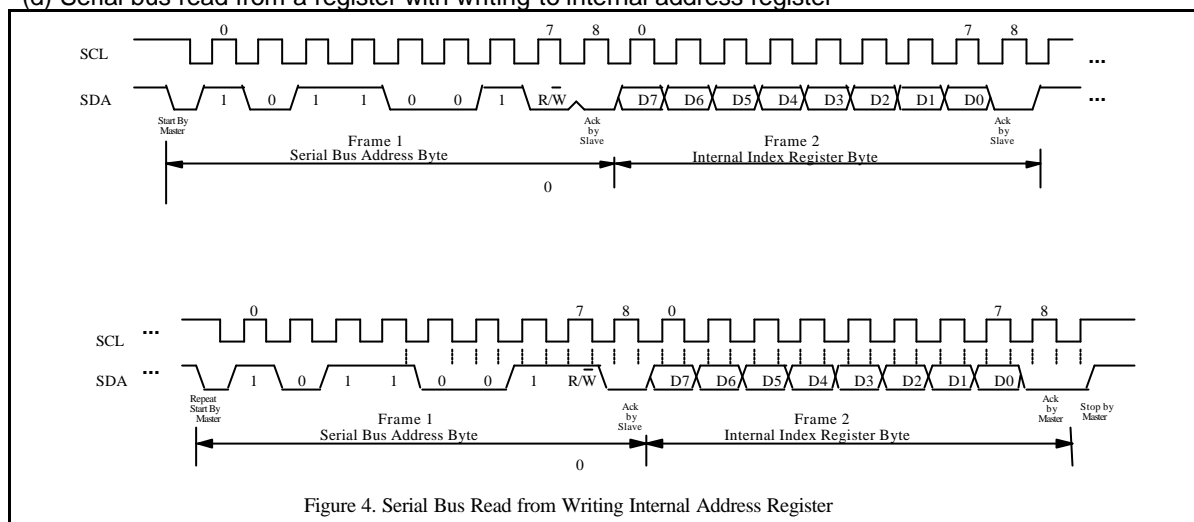 (d) Serial bus read from a register with writing to internal address register
0 7 8 0 7 8
SCL ...
SDA 1 0 1 1 0 0 1 R/W D7 D6 D5 D4 D3 D2 D1 D0 ...
Start By
Master
Ack
by
Slave
Ack
by
Slave
Frame 1
Serial Bus Address Byte
Frame 2
Internal Index Register Byte
0
0 7 8 0 7 8
SCL ...
SDA ... 1 0 1 1 0 0 1 R/W D7 D6 D5 D4 D3 D2 D1 D0
Repeat
Start By
Master
Ack
by
Slave
Ack
by
Master
Stop by
Master
Frame 1
Serial Bus Address Byte
Frame 2
Internal Index Register Byte
0
Figure 4. Serial Bus Read from Writing Internal Address Register